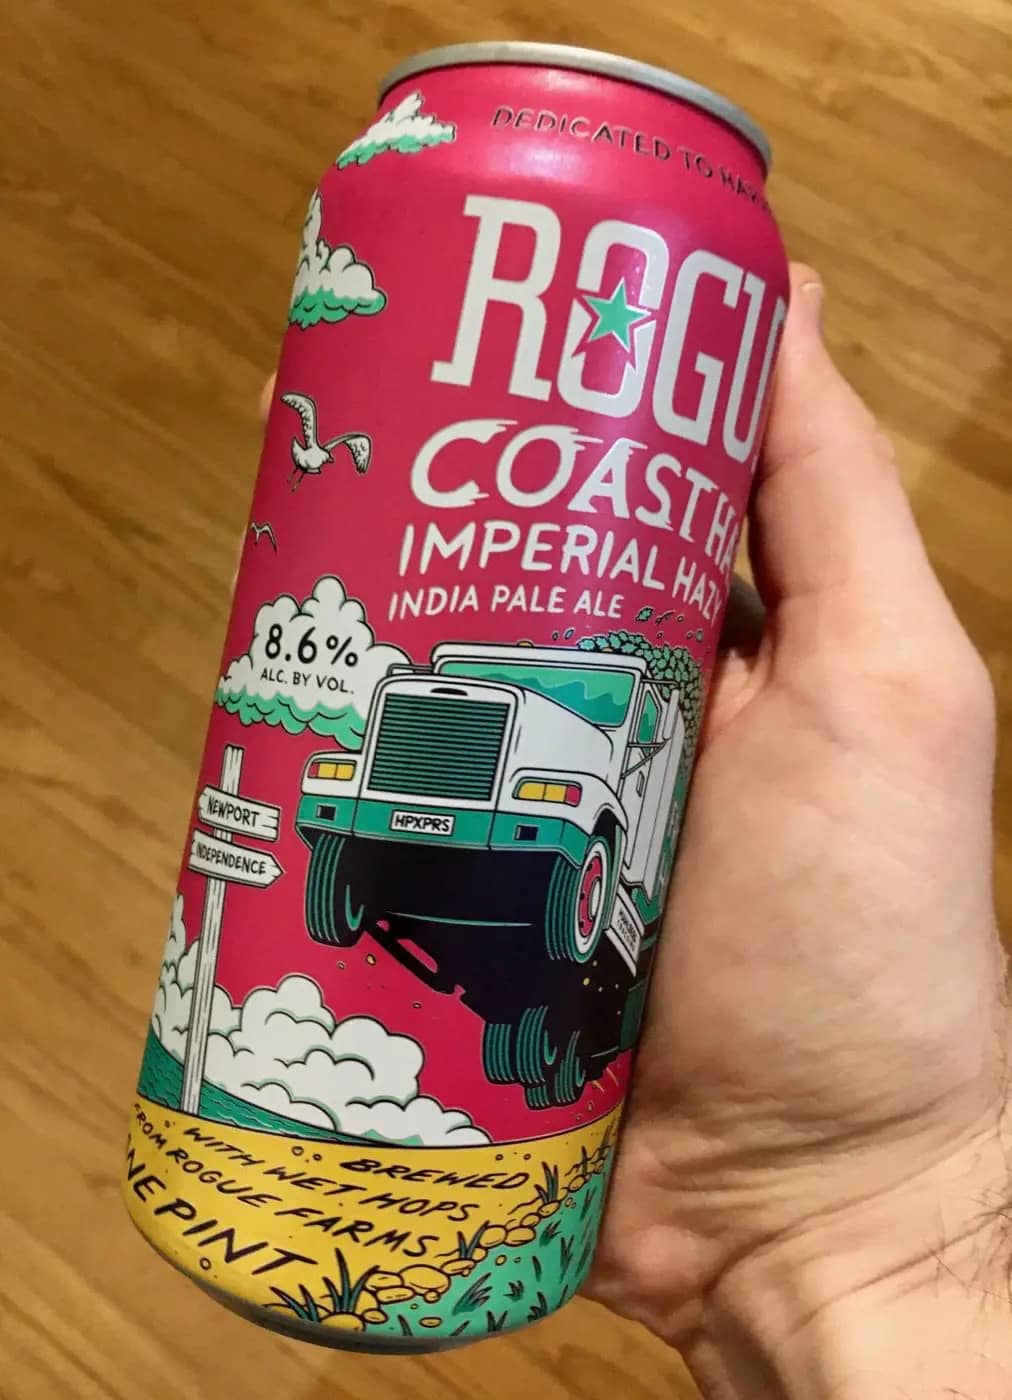 DEDICATED TO
ROGU
COAST HA
IMPERIAL HAZY
INDIA PALE ALE
8.6%
ALC. BY VOL.
HPXPRS
NEWPORT
INDEPENDENCE
BREWED
WITH WET HOPS
FROM ROGUE FARMS
NE PINT